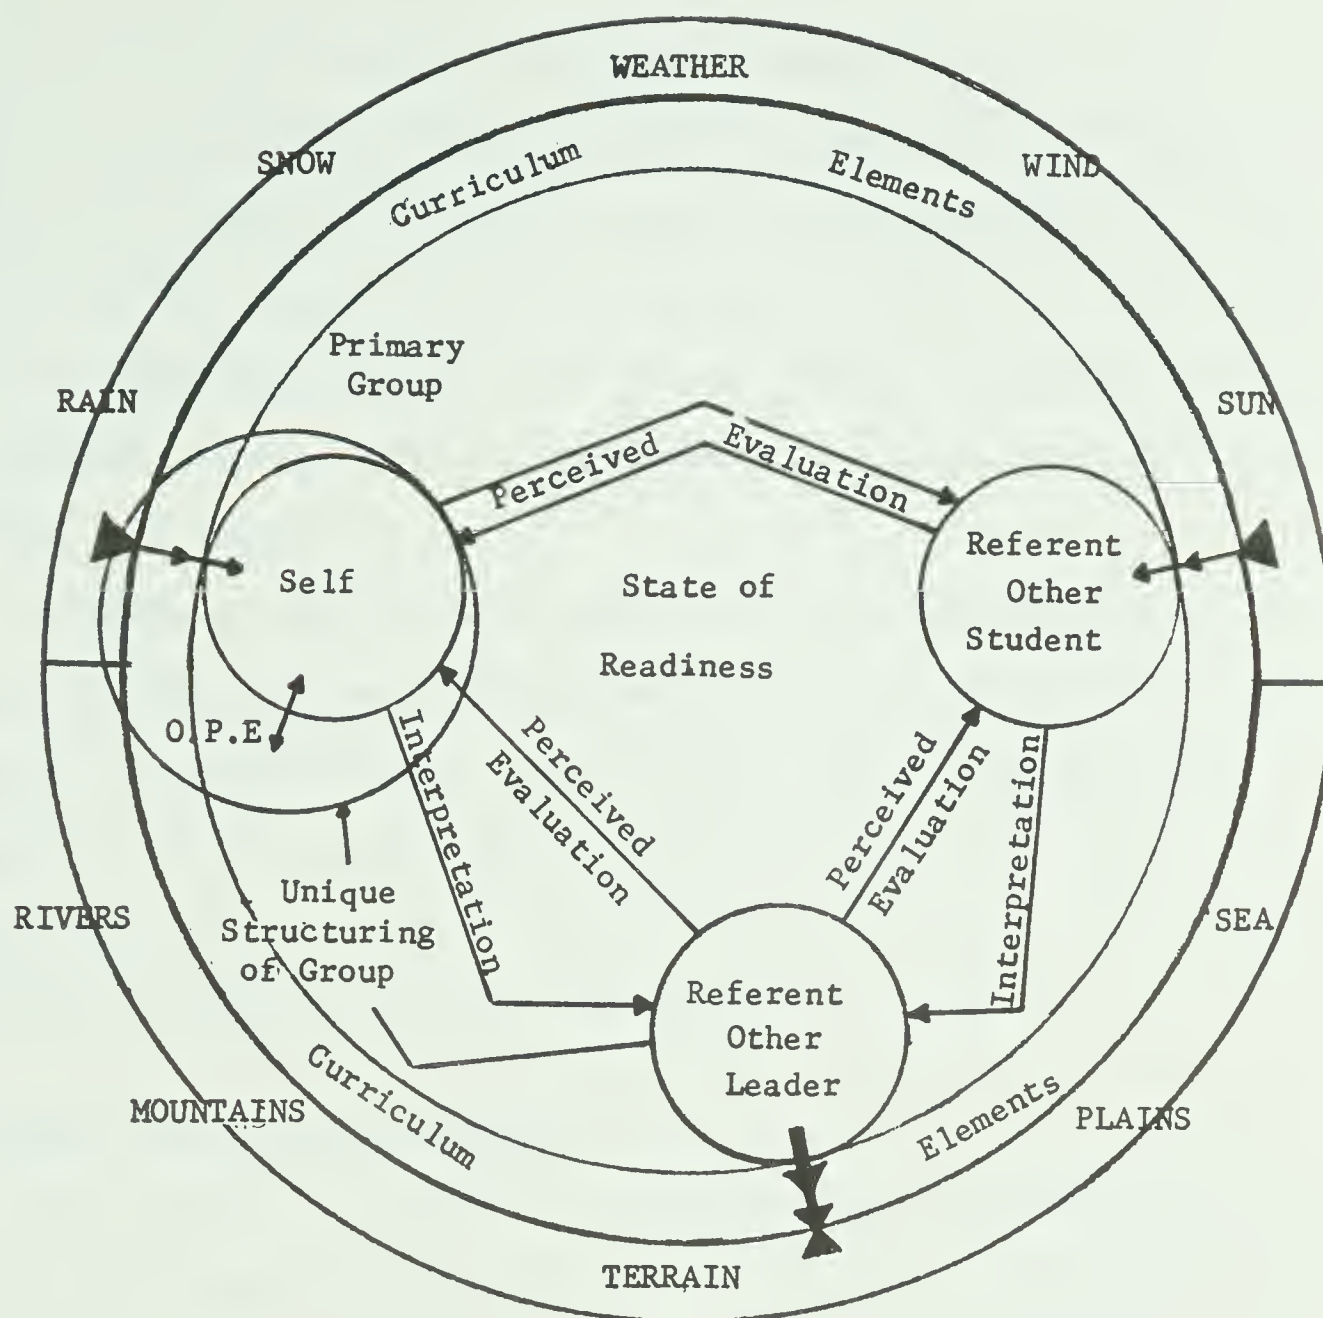 WEATHER
SNOW
WIND
Curriculum
Elements
Primary
Group
RAIN
SUN
Perceived
Evaluation
Self
Referent
Other
Student
State of
Readiness
O.P.E
Interpretation
Perceived
Evaluation
Perceived
Evaluation
Interpretation
Unique
Structuring
of Group
RIVERS
SEA
Referent
Other
Leader
Curriculum
Elements
MOUNTAINS
PLAINS
TERRAIN